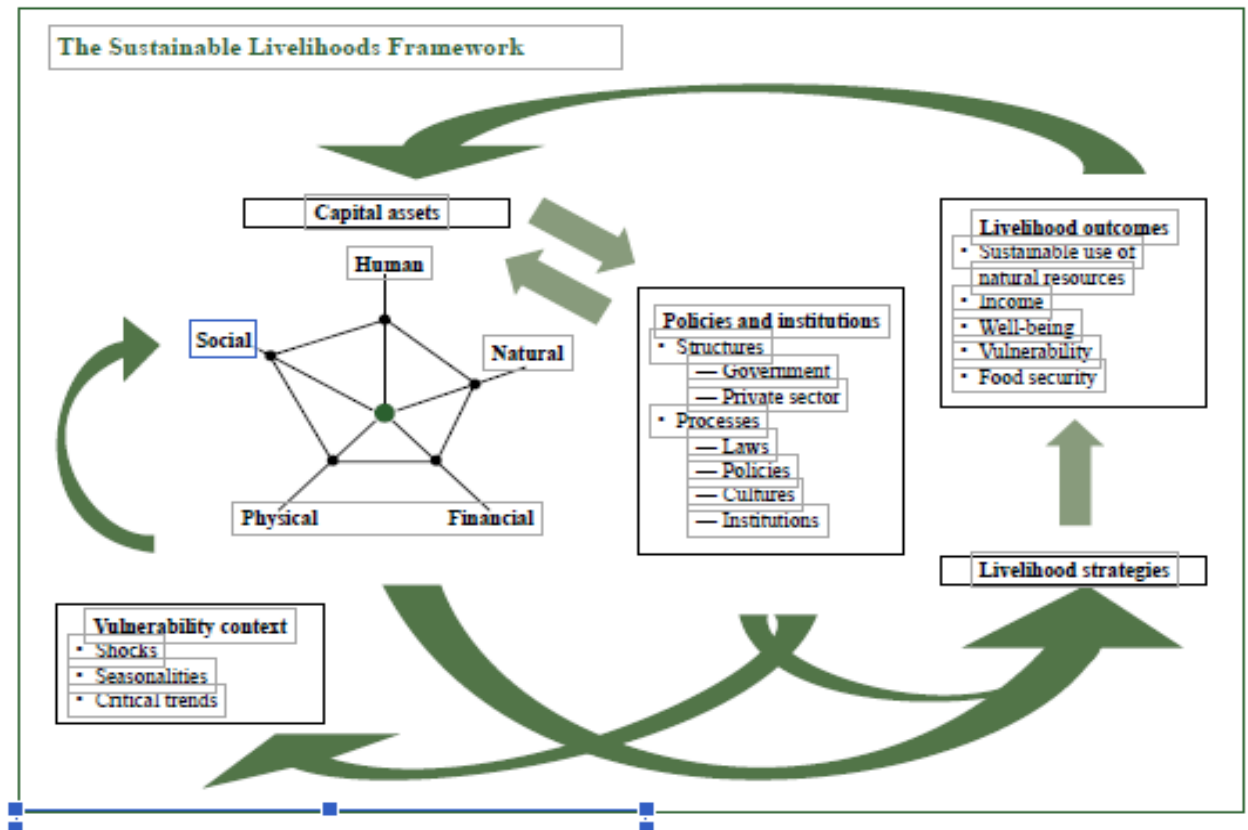 The Sustainable Livelihoods Framework
Capital assets
Human
Social
Natural
Physical
Financial
Policies and institutions
• Structures
— Government
— Private sector
• Processes
— Laws
— Policies
— Cultures
— Institutions
Livelihood outcomes
• Sustainable use of
natural resources
• Income
• Well-being
• Vulnerability
• Food security
Livelihood strategies
Vulnerability context
• Shocks
• Seasonalities
• Critical trends